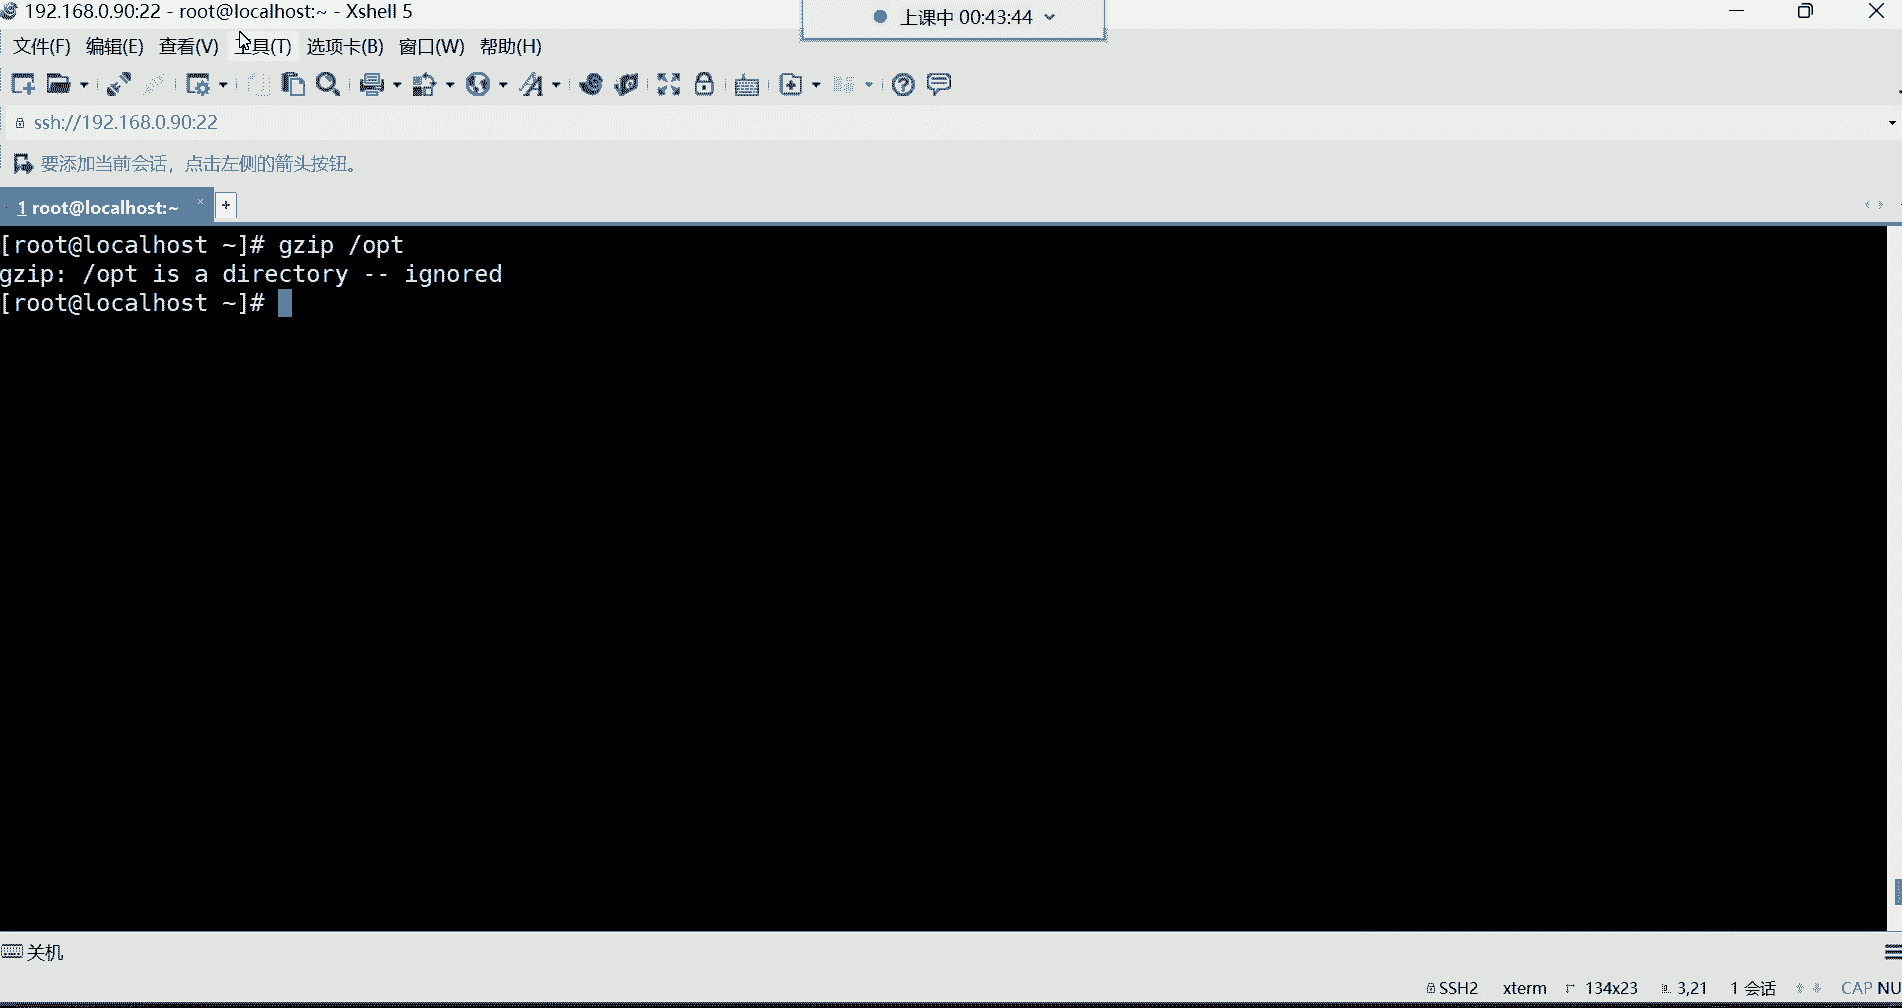 192.168.0.90:22 - root@localhost:~ - Xshell 5
上课中 00:43:44
文件(F) 编辑(E) 查看(V) 工具(T) 选项卡(B) 窗口(W) 帮助(H)
ssh://192.168.0.90:22
要添加当前会话，点击左侧的箭头按钮。
1 root@localhost:~ × +
[root@localhost ~]# gzip /opt
gzip: /opt is a directory -- ignored
[root@localhost ~]#
关机
SSH2 xterm 134x23 3,21 1 会话 CAP NU